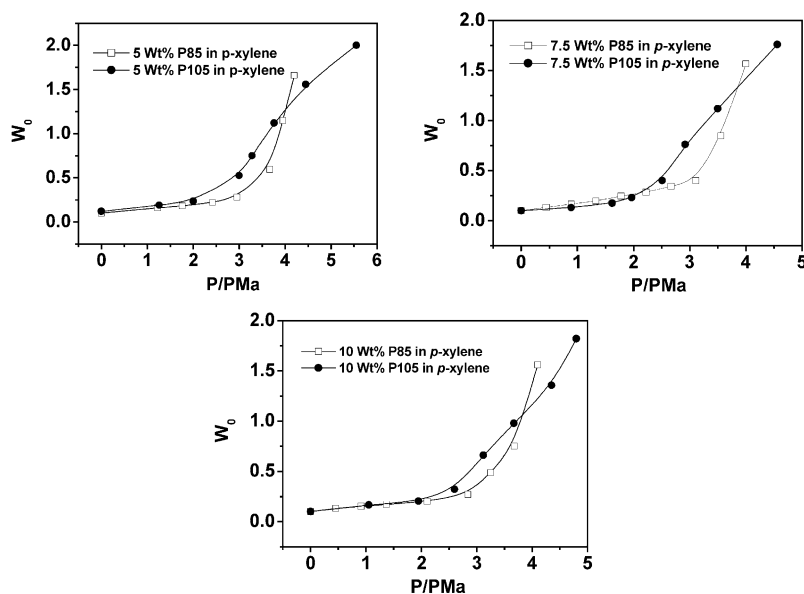 2.0
1.5
1.0
0.5
0.0
W0
5 Wt% P85 in p-xylene
5 Wt% P105 in p-xylene
0 1 2 3 4 5 6
P/PMa
2.0
1.5
1.0
0.5
0.0
W0
7.5 Wt% P85 in p-xylene
7.5 Wt% P105 in p-xylene
0 1 2 3 4 5
P/PMa
2.0
1.5
1.0
0.5
0.0
W0
10 Wt% P85 in p-xylene
10 Wt% P105 in p-xylene
0 1 2 3 4 5
P/PMa